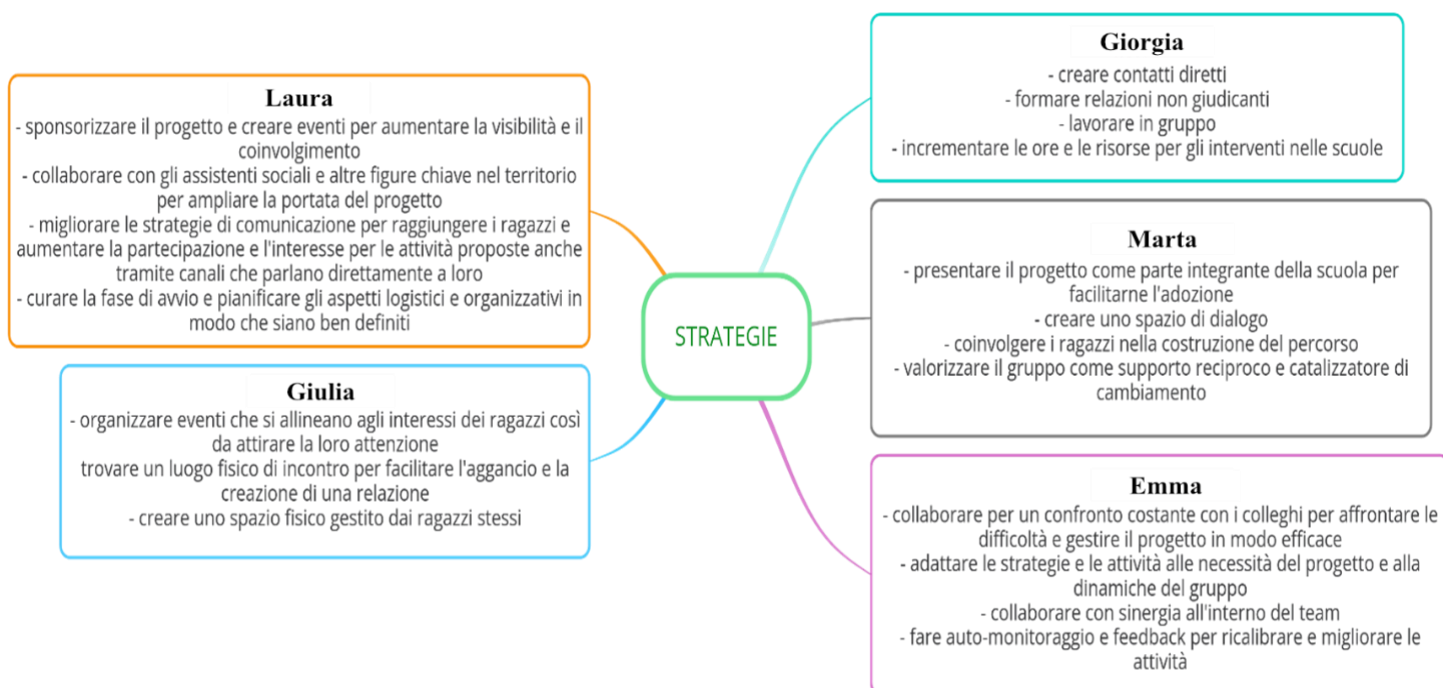 Laura
- sponsorizzare il progetto e creare eventi per aumentare la visibilità e il
coinvolgimento
- collaborare con gli assistenti sociali e altre figure chiave nel territorio
per ampliare la portata del progetto
- migliorare le strategie di comunicazione per raggiungere i ragazzi e
aumentare la partecipazione e l'interesse per le attività proposte anche
tramite canali che parlano direttamente a loro
- curare la fase di avvio e pianificare gli aspetti logistici e organizzativi in
modo che siano ben definiti
Giulia
- organizzare eventi che si allineano agli interessi dei ragazzi così
da attirare la loro attenzione
trovare un luogo fisico di incontro per facilitare l'aggancio e la
creazione di una relazione
- creare uno spazio fisico gestito dai ragazzi stessi
STRATEGIE
Giorgia
- creare contatti diretti
- formare relazioni non giudicanti
- lavorare in gruppo
- incrementare le ore e le risorse per gli interventi nelle scuole
Marta
- presentare il progetto come parte integrante della scuola per
facilitarne l'adozione
- creare uno spazio di dialogo
- coinvolgere i ragazzi nella costruzione del percorso
- valorizzare il gruppo come supporto reciproco e catalizzatore di
cambiamento
Emma
- collaborare per un confronto costante con i colleghi per affrontare le
difficoltà e gestire il progetto in modo efficace
- adattare le strategie e le attività alle necessità del progetto e alla
dinamiche del gruppo
- collaborare con sinergia all'interno del team
- fare auto-monitoraggio e feedback per ricalibrare e migliorare le
attività